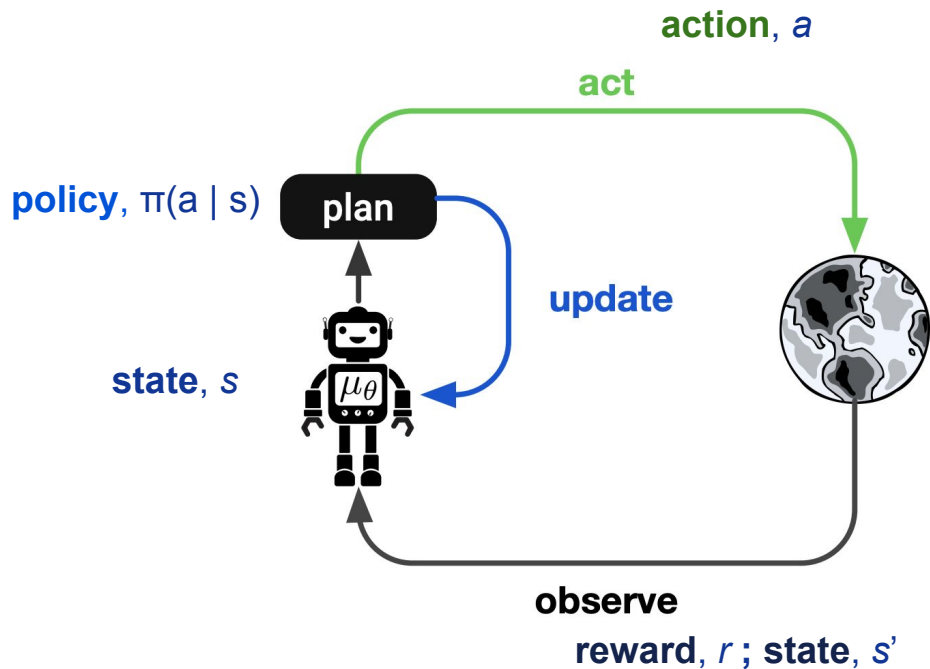 action, a
act
policy, π(a | s)
plan
update
state, s
μθ
observe
reward, r ; state, s’